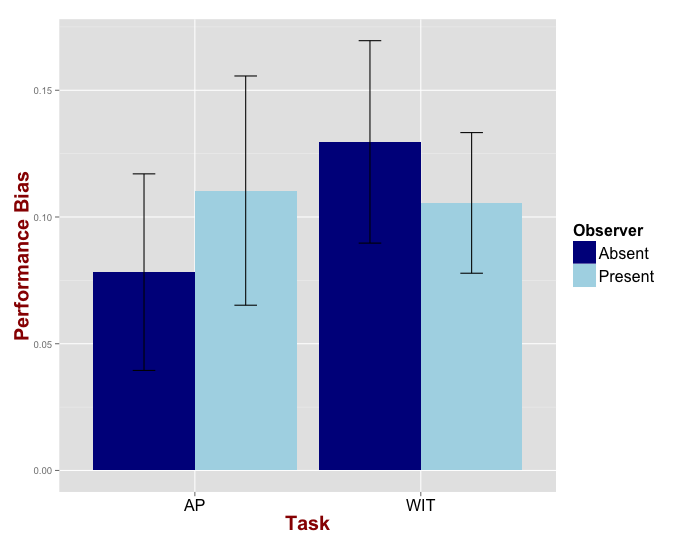 Performance Bias
0.15
0.10
0.05
0.00
AP WIT
Task
Observer
Absent
Present